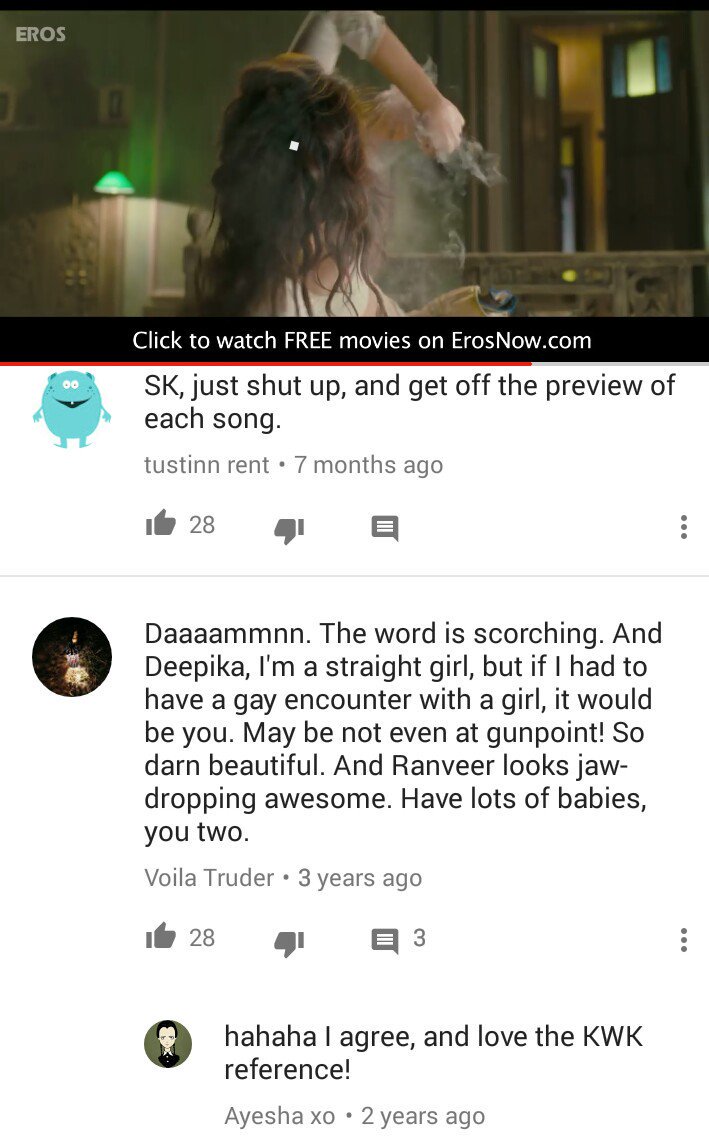 EROS
Click to watch FREE movies on ErosNow.com
SK, just shut up, and get off the preview of
each song.
tustinn rent • 7 months ago
28
Daaaammnn. The word is scorching. And
Deepika, I'm a straight girl, but if I had to
have a gay encounter with a girl, it would
be you. May be not even at gunpoint! So
darn beautiful. And Ranveer looks jaw-
dropping awesome. Have lots of babies,
you two.
Voila Truder • 3 years ago
28 3
hahaha I agree, and love the KWK
reference!
Ayesha xo • 2 years ago